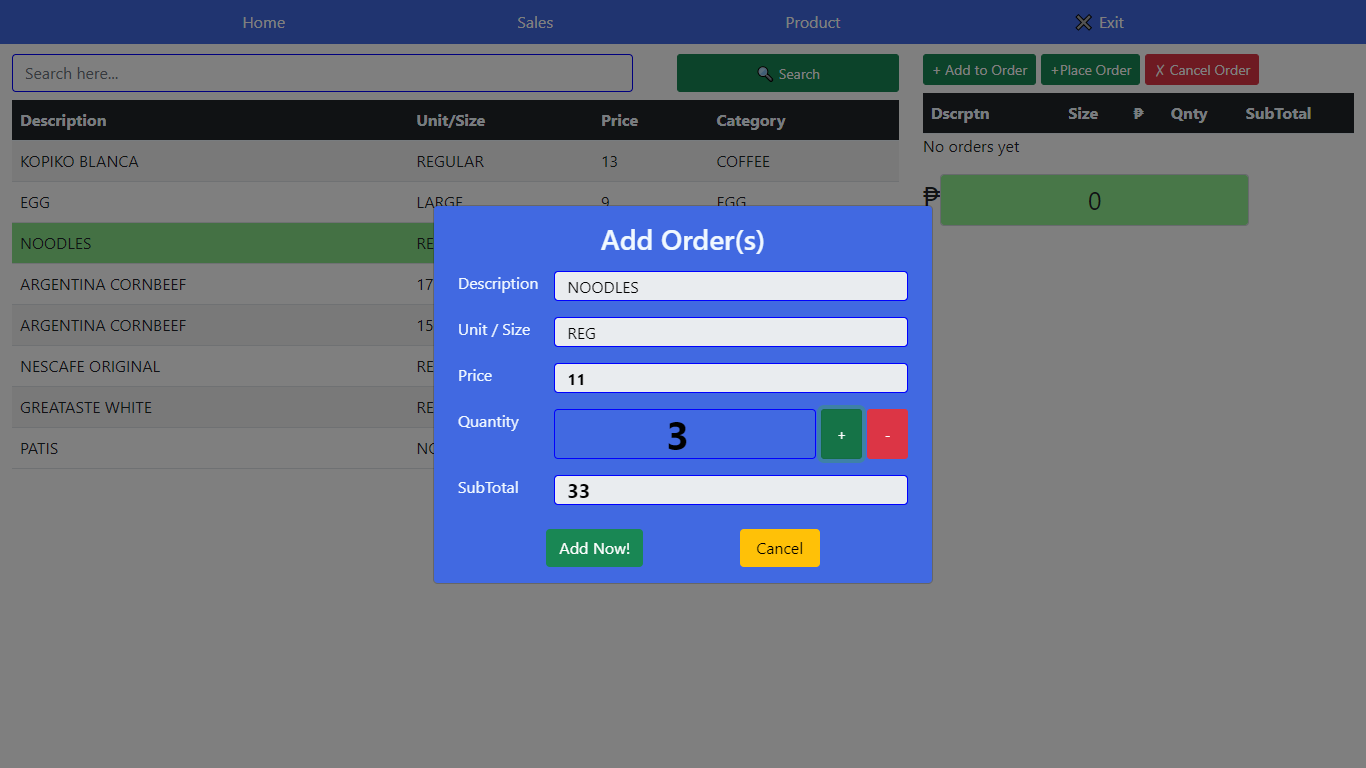 Home Sales Product ✖ Exit
Search here... 🔍 Search + Add to Order +Place Order ✗ Cancel Order
Description Unit/Size Price Category
Dscrptn Size ₱ Qnty SubTotal
KOPIKO BLANCA REGULAR 13 COFFEE
No orders yet
EGG LARGE 9 EGG
₱ 0
NOODLES RE
ARGENTINA CORNBEEF 17
ARGENTINA CORNBEEF 15
NESCAFE ORIGINAL RE
GREATASTE WHITE RE
PATIS NO
Add Order(s)
Description NOODLES
Unit / Size REG
Price 11
Quantity 3 + -
SubTotal 33
Add Now! Cancel